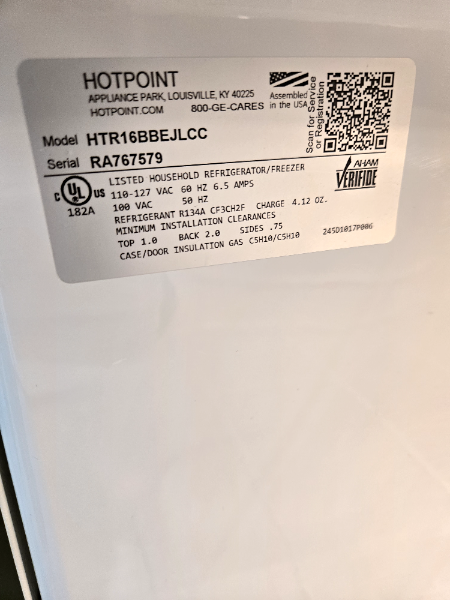 HOTPOINT
APPLIANCE PARK, LOUISVILLE, KY 40225
HOTPOINT.COM 800-GE-CARES
Assembled
in the USA
Scan for Service
or Registration
Model HTR16BBEJLCC
Serial RA767579
C UL US
182A
LISTED HOUSEHOLD REFRIGERATOR/FREEZER
110-127 VAC 60 HZ 6.5 AMPS
100 VAC 50 HZ
REFRIGERANT R134A CF3CH2F CHARGE 4.12 OZ.
MINIMUM INSTALLATION CLEARANCES
TOP 1.0 BACK 2.0 SIDES .75
CASE/DOOR INSULATION GAS C5H10/C5H10
AHAM
VERIFIDE
245D1017P006